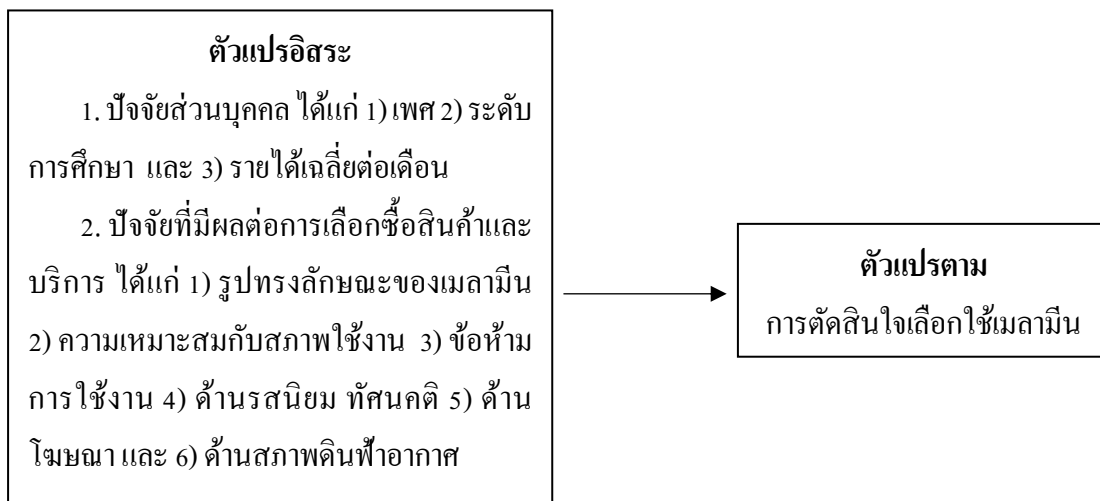 ตัวแปรอิสระ
1. ปัจจัยส่วนบุคคล ได้แก่ 1) เพศ 2) ระดับ
การศึกษา และ 3) รายได้เฉลี่ยต่อเดือน
2. ปัจจัยที่มีผลต่อการเลือกซื้อสินค้าและ
บริการ ได้แก่ 1) รูปทรงลักษณะของเมลามีน
2) ความเหมาะสมกับสภาพใช้งาน 3) ข้อห้าม
การใช้งาน 4) ด้านรสนิยม ทัศนคติ 5) ด้าน
โฆษณา และ 6) ด้านสภาพดินฟ้าอากาศ
ตัวแปรตาม
การตัดสินใจเลือกใช้เมลามีน